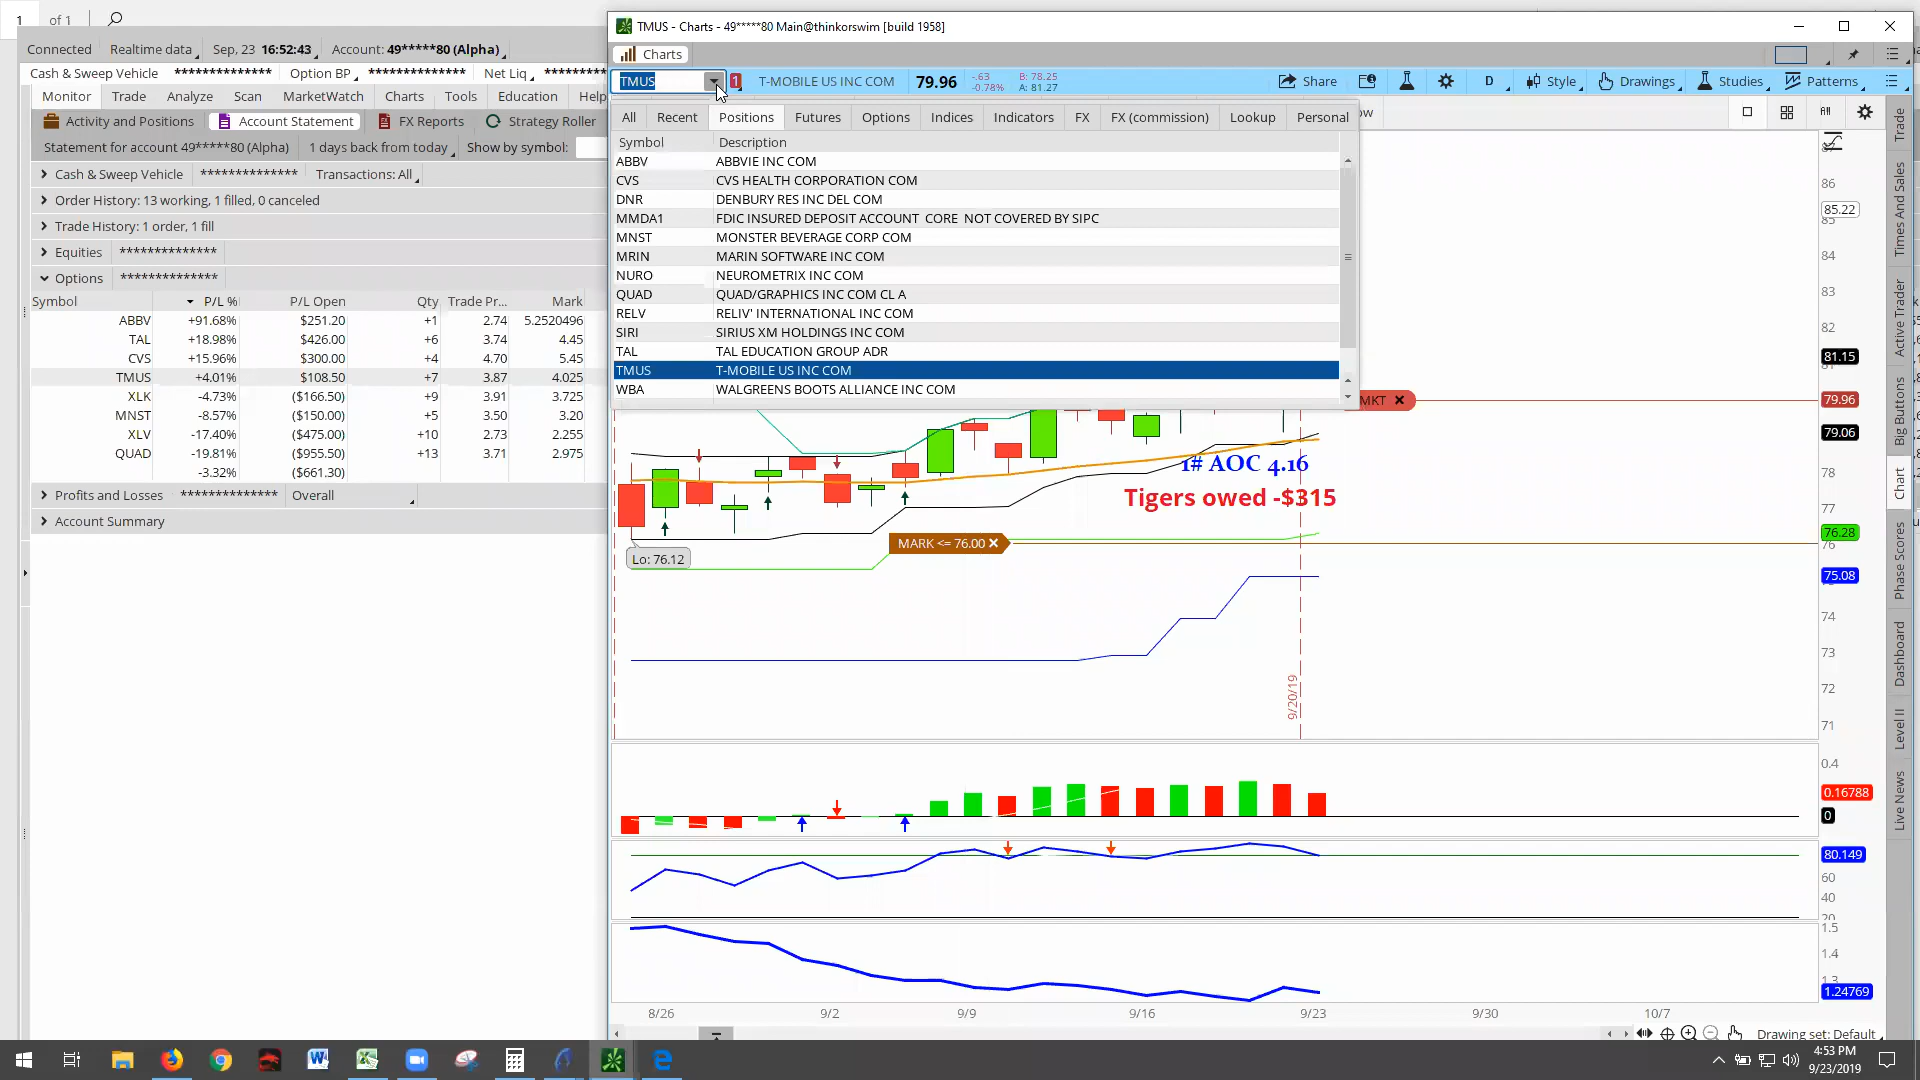 1 of 1
TMUS - Charts - 49*****80 Main@thinkorswim [build 1958]
Connected Realtime data Sep, 23 16:52:43 Account: 49*****80 (Alpha)
Charts
Cash & Sweep Vehicle ************** Option BP ************** Net Liq
TMUS 1 T-MOBILE US INC COM 79.96 -.63 -0.78% B: 78.25 A: 81.27 Share D Style Drawings Studies Patterns
Monitor Trade Analyze Scan MarketWatch Charts Tools Education Help
All Recent Positions Futures Options Indices Indicators FX FX (commission) Lookup Personal
Activity and Positions Account Statement FX Reports Strategy Roller
Statement for account 49*****80 (Alpha) 1 days back from today Show by symbol:
Symbol Description
ABBV ABBVIE INC COM
CVS CVS HEALTH CORPORATION COM
DNR DENBURY RES INC DEL COM
MMDA1 FDIC INSURED DEPOSIT ACCOUNT CORE NOT COVERED BY SIPC
MNST MONSTER BEVERAGE CORP COM
MRIN MARIN SOFTWARE INC COM
NURO NEUROMETRIX INC COM
QUAD QUAD/GRAPHICS INC COM CL A
RELV RELIV' INTERNATIONAL INC COM
SIRI SIRIUS XM HOLDINGS INC COM
TAL TAL EDUCATION GROUP ADR
TMUS T-MOBILE US INC COM
WBA WALGREENS BOOTS ALLIANCE INC COM
Cash & Sweep Vehicle ************** Transactions: All
Order History: 13 working, 1 filled, 0 canceled
Trade History: 1 order, 1 fill
Equities **************
Options **************
Symbol P/L % P/L Open Qty Trade Pr... Mark
ABBV +91.68% $251.20 +1 2.74 5.2520496
TAL +18.98% $426.00 +6 3.74 4.45
CVS +15.96% $300.00 +4 4.70 5.45
TMUS +4.01% $108.50 +7 3.87 4.025
XLK -4.73% ($166.50) +9 3.91 3.725
MNST -8.57% ($150.00) +5 3.50 3.20
XLV -17.40% ($475.00) +10 2.73 2.255
QUAD -19.81% ($955.50) +13 3.71 2.975
-3.32% ($661.30)
Profits and Losses ************** Overall
Account Summary
MKT
1# AOC 4.16
Tigers owed -$315
MARK <= 76.00
Lo: 76.12
9/20/19
86
85.22
84
83
82
81.15
79.96
79.06
78
77
76.28
76
75.08
74
73
72
71
0.4
0.16788
0
80.149
60
40
20
1.5
1.4
1.3
1.24769
8/26 9/2 9/9 9/16 9/23 9/30 10/7
Drawing set: Default
Trade
Times And Sales
Active Trader
Big Buttons
Chart
Phase Scores
Dashboard
Level II
Live News
4:53 PM
9/23/2019